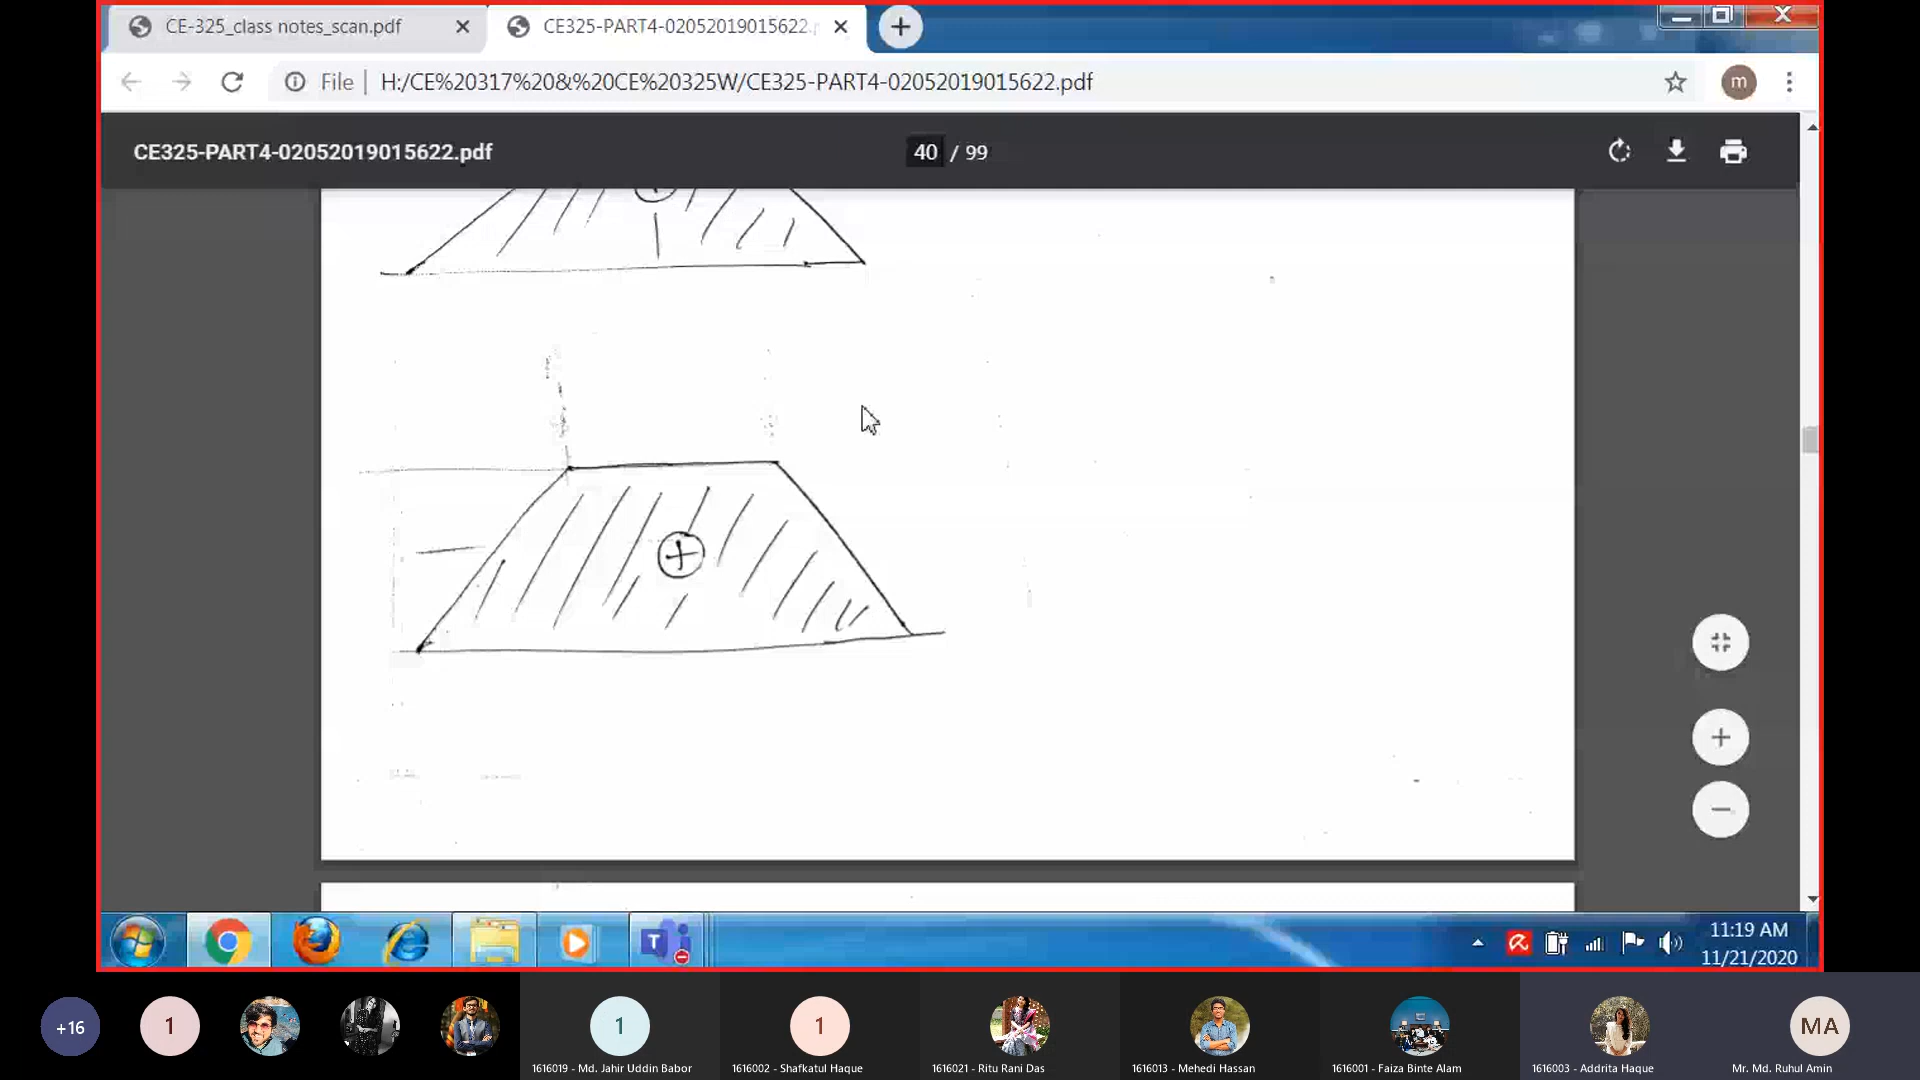 CE-325_class notes_scan.pdf
CE325-PART4-02052019015622.p
File | H:/CE%20317%20&%20CE%20325W/CE325-PART4-02052019015622.pdf
m
CE325-PART4-02052019015622.pdf
40 / 99
+
T
11:19 AM
11/21/2020
+16
1
1
1
MA
1616019 - Md. Jahir Uddin Babor
1616002 - Shafkatul Haque
1616021 - Ritu Rani Das
1616013 - Mehedi Hassan
1616001 - Faiza Binte Alam
1616003 - Addrita Haque
Mr. Md. Ruhul Amin